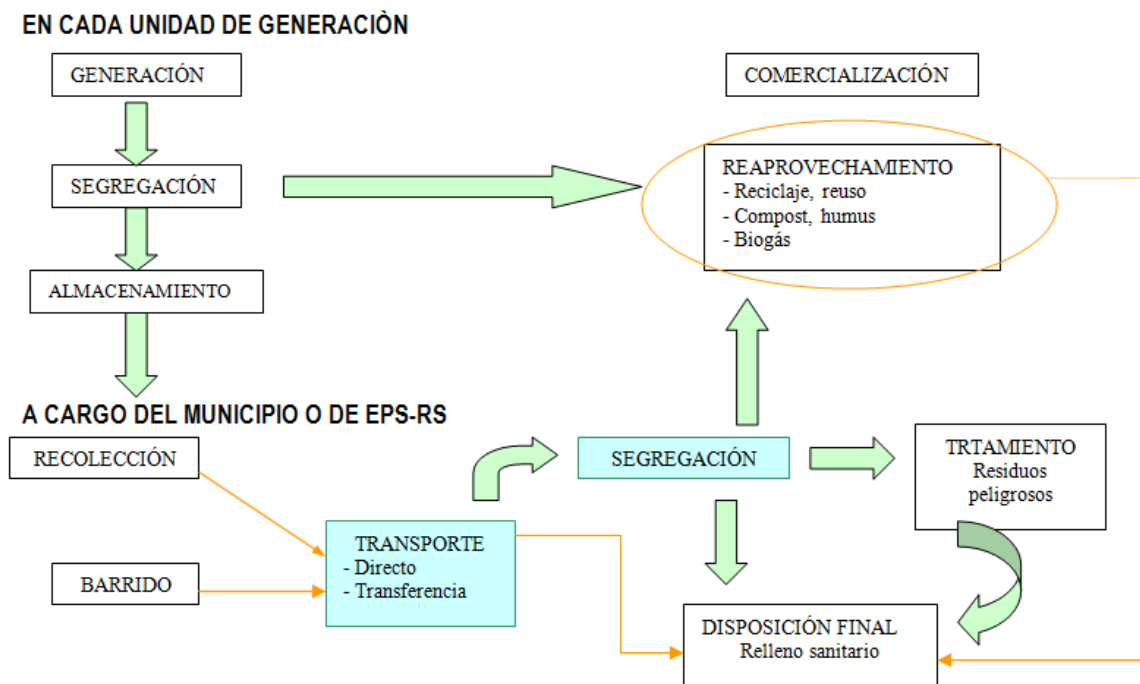 EN CADA UNIDAD DE GENERACIÒN
GENERACIÓN
COMERCIALIZACIÓN
SEGREGACIÓN
REAPROVECHAMIENTO
- Reciclaje, reuso
- Compost, humus
- Biogás
ALMACENAMIENTO
A CARGO DEL MUNICIPIO O DE EPS-RS
RECOLECCIÓN
SEGREGACIÓN
TRTAMIENTO
Residuos
peligrosos
TRANSPORTE
- Directo
- Transferencia
BARRIDO
DISPOSICIÓN FINAL
Relleno sanitario